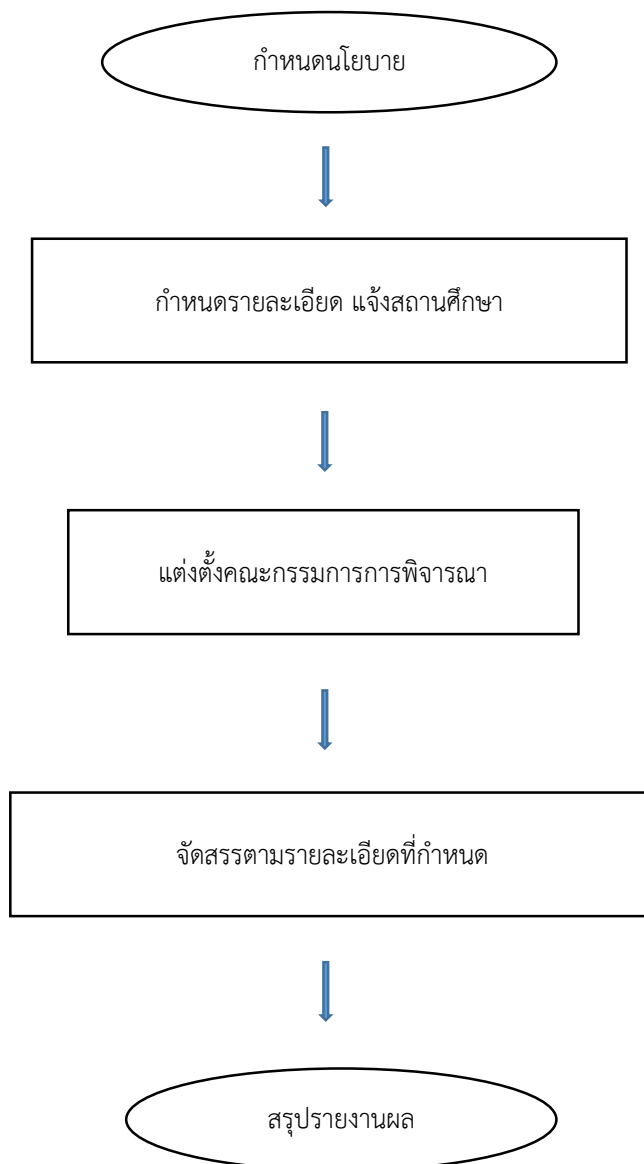 กำหนดนโยบาย
กำหนดรายละเอียด แจ้งสถานศึกษา
แต่งตั้งคณะกรรมการการพิจารณา
จัดสรรตามรายละเอียดที่กำหนด
สรุปรายงานผล